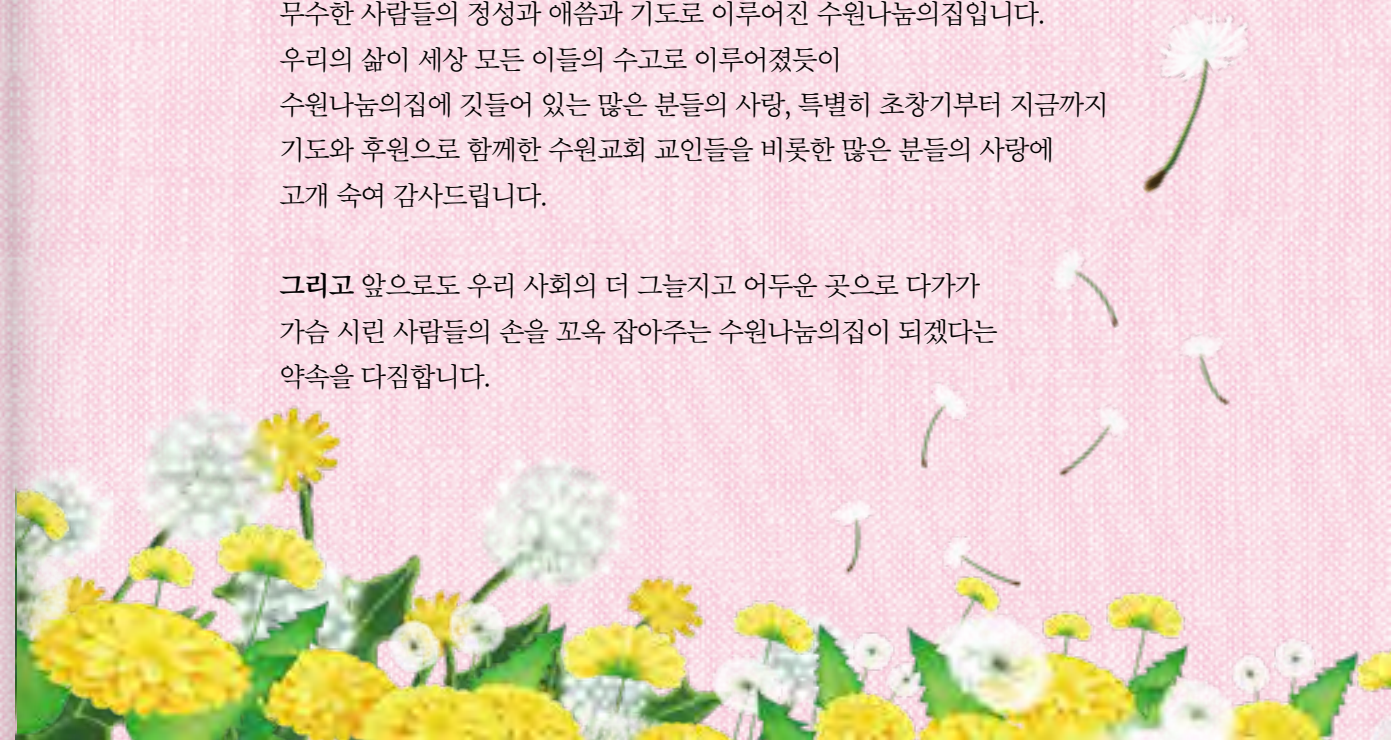 무수한 사람들의 정성과 애씀과 기도로 이루어진 수원나눔의집입니다.
우리의 삶이 세상 모든 이들의 수고로 이루어졌듯이
수원나눔의집에 깃들어 있는 많은 분들의 사랑, 특별히 초창기부터 지금까지
기도와 후원으로 함께한 수원교회 교인들을 비롯한 많은 분들의 사랑에
고개 숙여 감사드립니다.
그리고 앞으로도 우리 사회의 더 그늘지고 어두운 곳으로 다가가
가슴 시린 사람들의 손을 꼬옥 잡아주는 수원나눔의집이 되겠다는
약속을 다짐합니다.